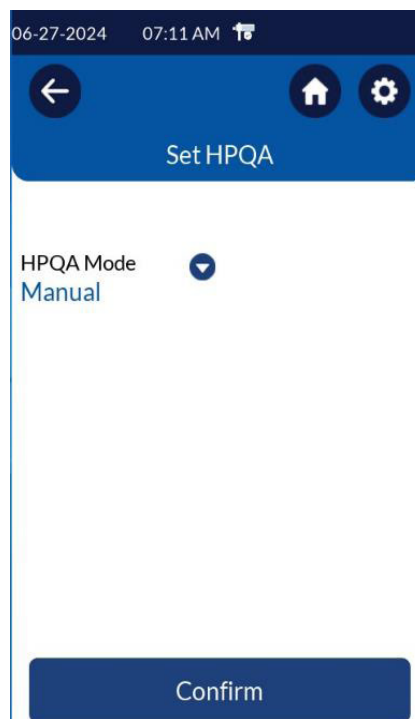 06-27-2024 07:11 AM
Set HPQA
HPQA Mode
Manual
Confirm